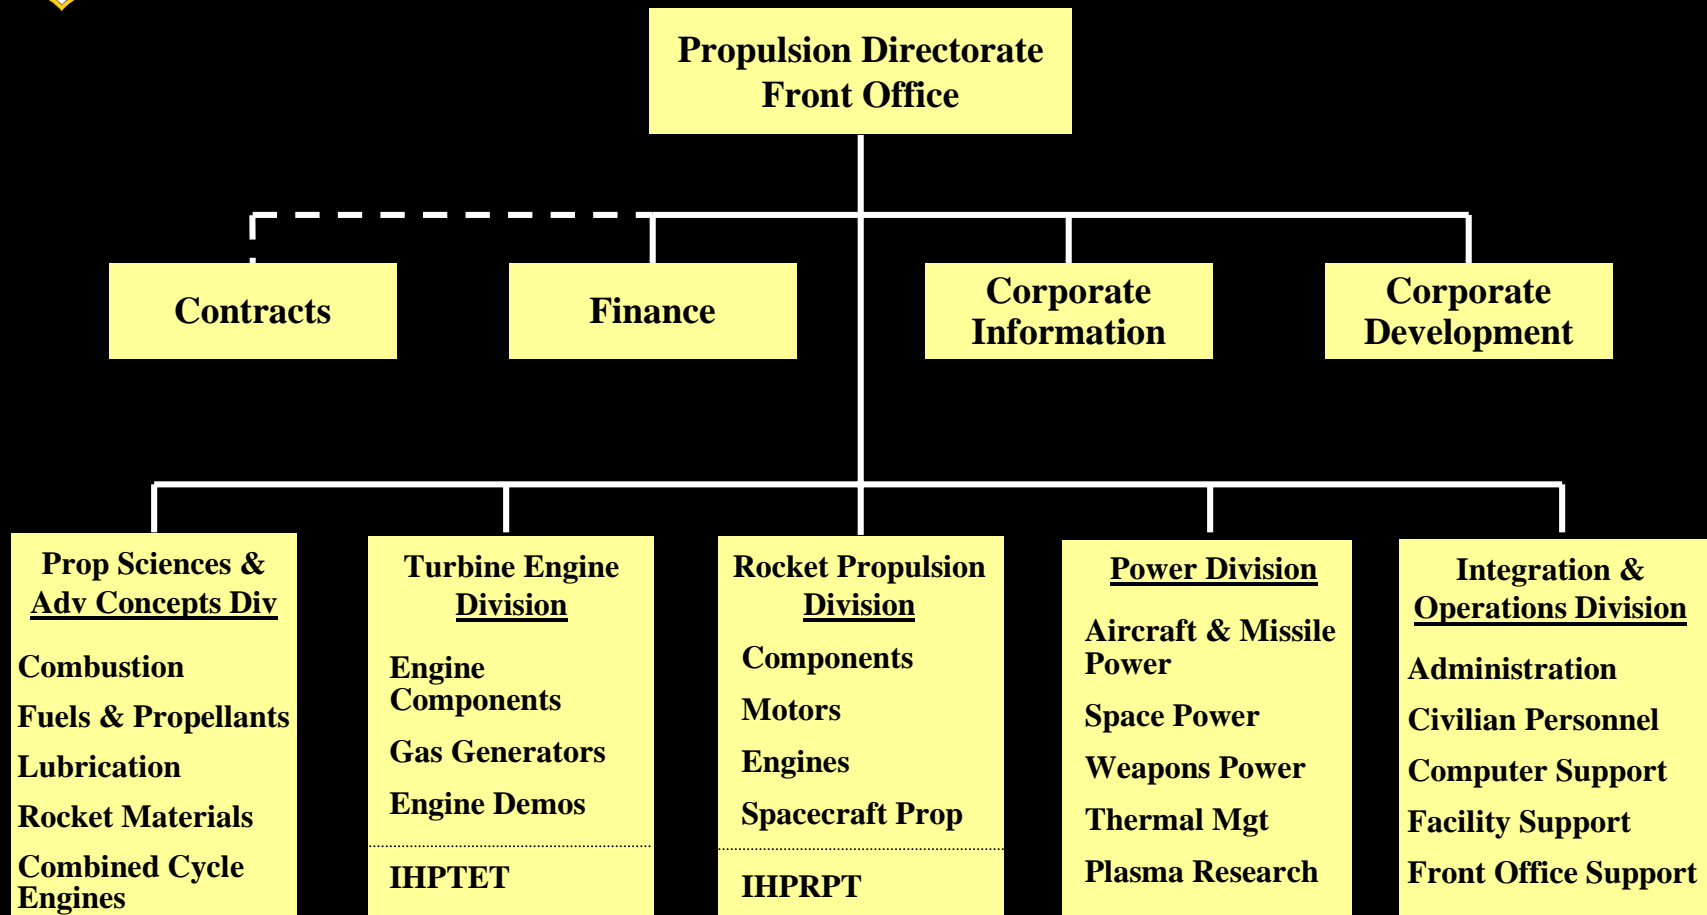 Propulsion Directorate
Front Office
Contracts
Finance
Corporate
Information
Corporate
Development
Prop Sciences &
Adv Concepts Div
Combustion
Fuels & Propellants
Lubrication
Rocket Materials
Combined Cycle
Engines
Turbine Engine
Division
Engine
Components
Gas Generators
Engine Demos
IHPTET
Rocket Propulsion
Division
Components
Motors
Engines
Spacecraft Prop
IHPRPT
Power Division
Aircraft & Missile
Power
Space Power
Weapons Power
Thermal Mgt
Plasma Research
Integration &
Operations Division
Administration
Civilian Personnel
Computer Support
Facility Support
Front Office Support